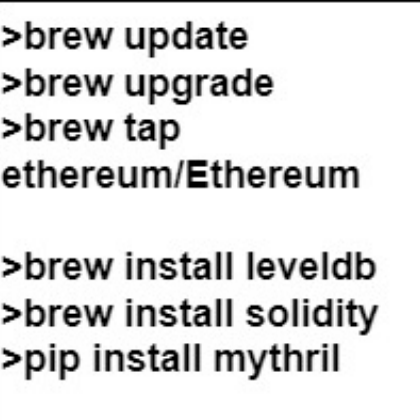 >brew update
>brew upgrade
>brew tap
ethereum/Ethereum
>brew install leveldb
>brew install solidity
>pip install mythril